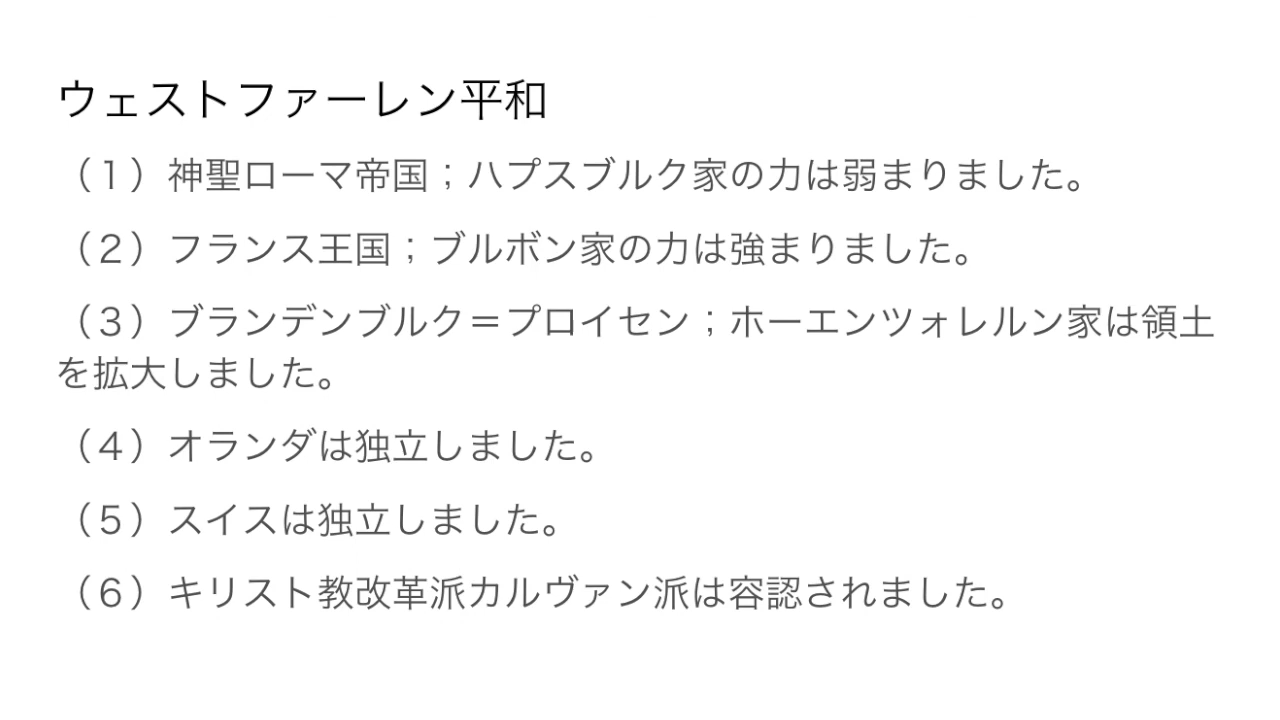 ウェストファーレン平和
（１）神聖ローマ帝国；ハプスブルク家の力は弱まりました。
（２）フランス王国；ブルボン家の力は強まりました。
（３）ブランデンブルク＝プロイセン；ホーエンツォレルン家は領土
を拡大しました。
（４）オランダは独立しました。
（５）スイスは独立しました。
（６）キリスト教改革派カルヴァン派は容認されました。